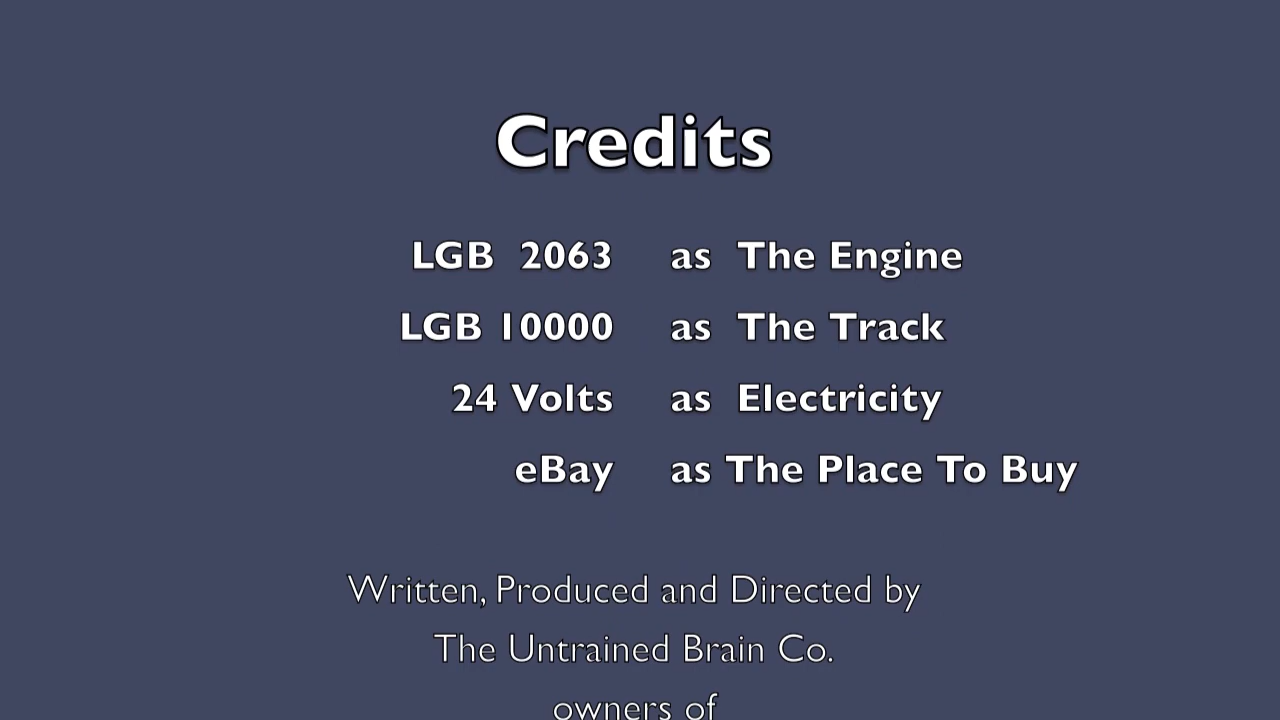 Credits
LGB 2063 as The Engine
LGB 10000 as The Track
24 Volts as Electricity
eBay as The Place To Buy
Written, Produced and Directed by
The Untrained Brain Co.
owners of